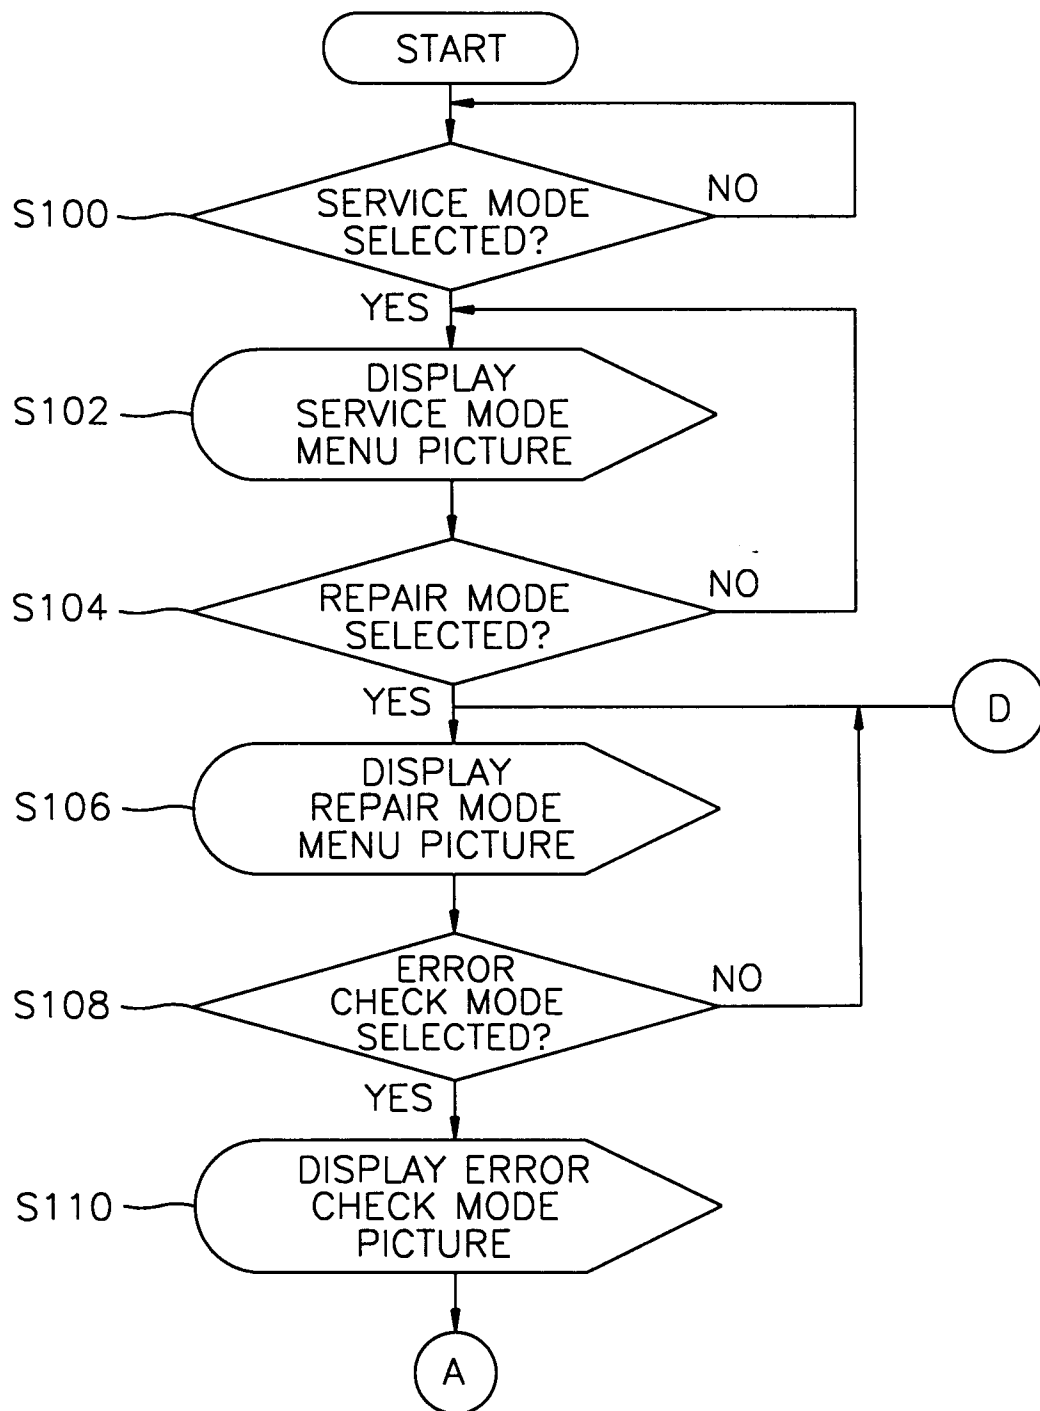 START
NO
S100
SERVICE MODE
SELECTED?
YES
DISPLAY
S102
SERVICE MODE
MENU PICTURE
NO
S104
REPAIR MODE
SELECTED?
YES
D
DISPLAY
S106
REPAIR MODE
MENU PICTURE
ERROR
NO
S108
CHECK MODE
SELECTED?
YES
DISPLAY ERROR
S110
CHECK MODE
PICTURE
A